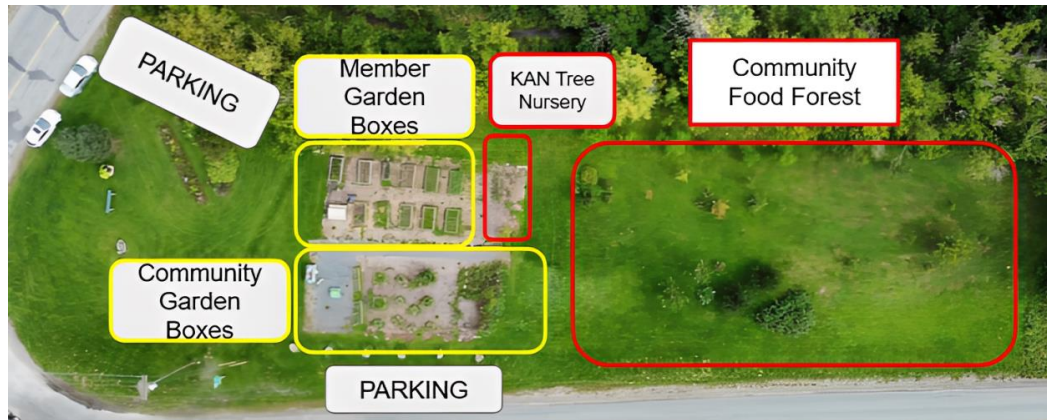 PARKING
Member
Garden
Boxes
KAN Tree
Nursery
Community
Food Forest
Community
Garden
Boxes
PARKING